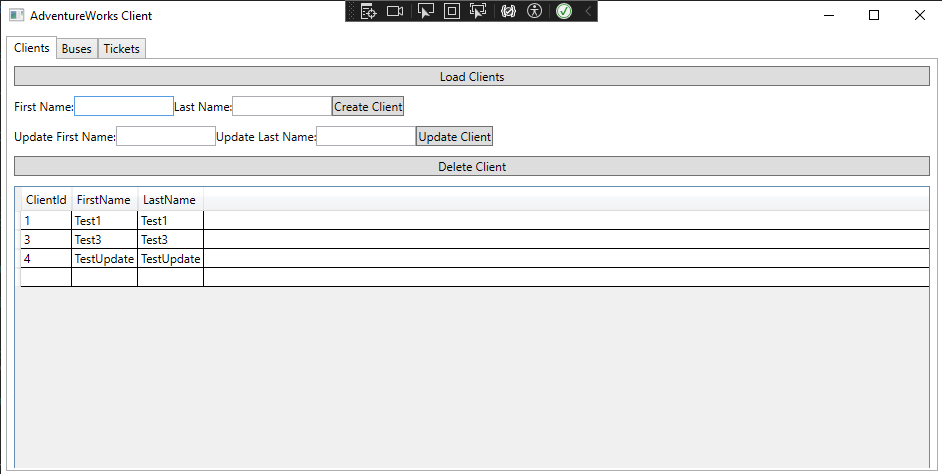 AdventureWorks Client
Clients Buses Tickets
Load Clients
First Name: Last Name: Create Client
Update First Name: Update Last Name: Update Client
Delete Client
ClientId FirstName LastName
1 Test1 Test1
3 Test3 Test3
4 TestUpdate TestUpdate